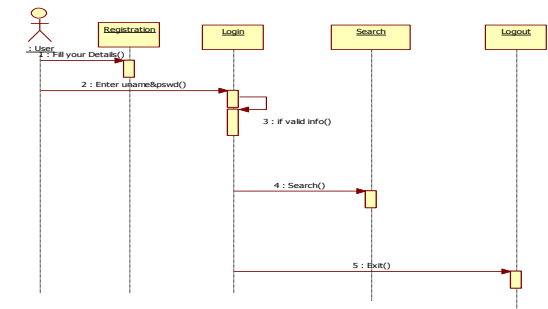 Registration
Login
Search
Logout
: User
1 : Fill your Details()
2 : Enter uname&pswd()
3 : if valid info()
4 : Search()
5 : Exit()